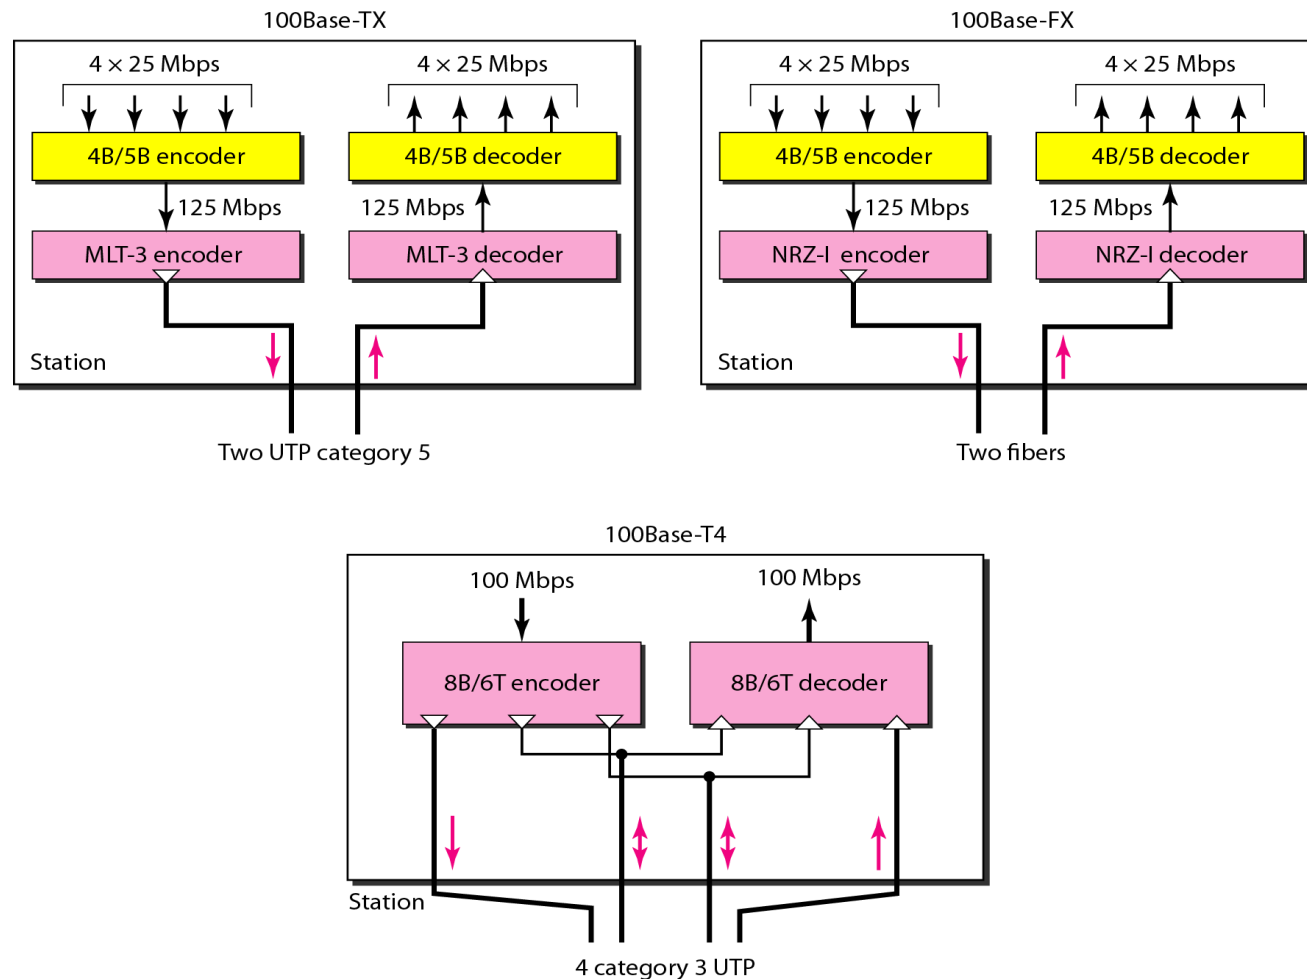 100Base-TX
4 × 25 Mbps
4 × 25 Mbps
4B/5B encoder
4B/5B decoder
125 Mbps
125 Mbps
MLT-3 encoder
MLT-3 decoder
Station
Two UTP category 5
100Base-FX
4 × 25 Mbps
4 × 25 Mbps
4B/5B encoder
4B/5B decoder
125 Mbps
125 Mbps
NRZ-I encoder
NRZ-I decoder
Station
Two fibers
100Base-T4
100 Mbps
100 Mbps
8B/6T encoder
8B/6T decoder
Station
4 category 3 UTP